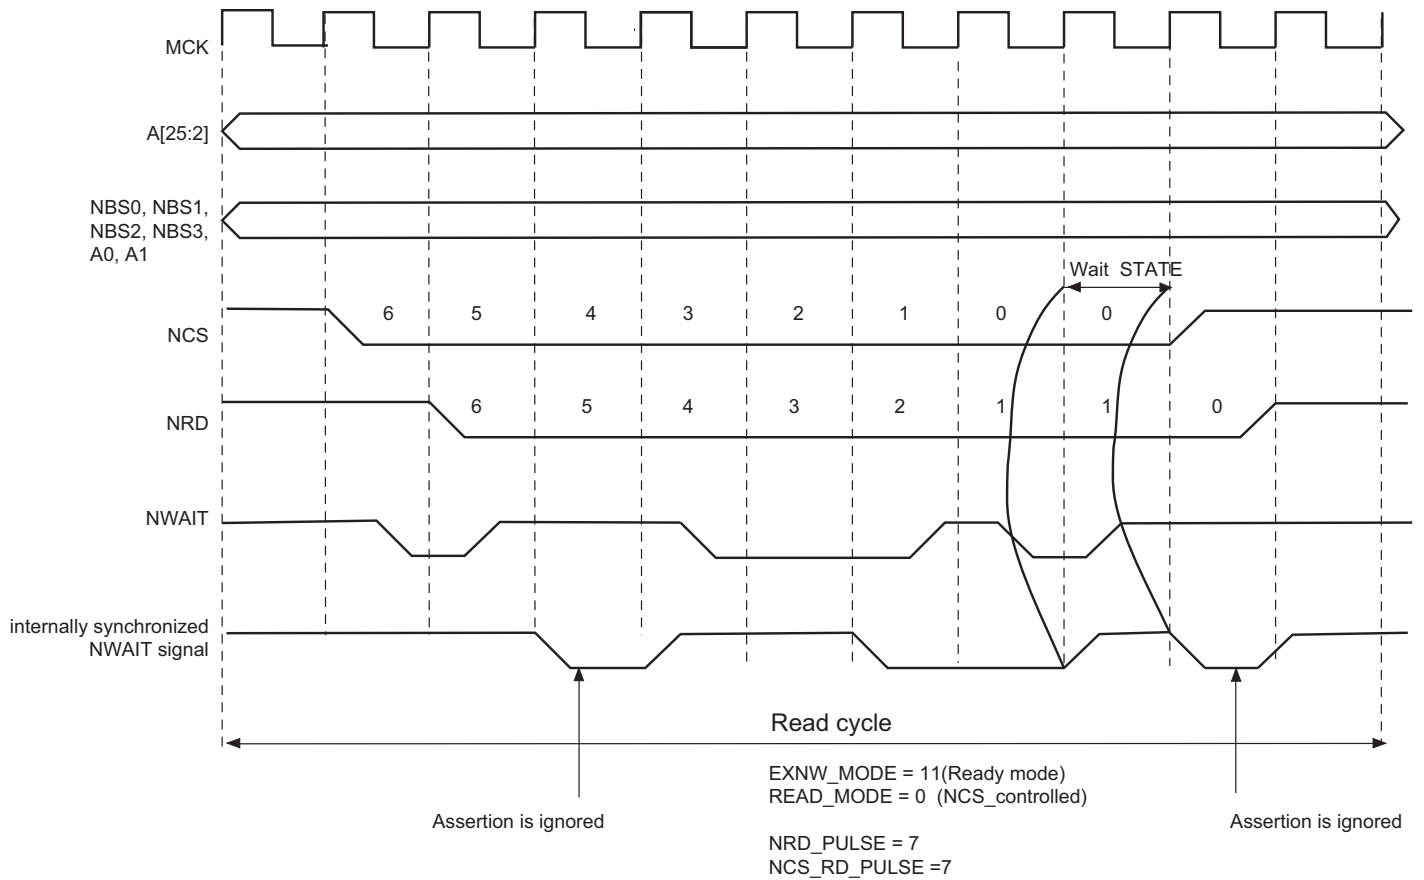 MCK
A[25:2]
NBS0, NBS1,
NBS2, NBS3,
A0, A1
Wait STATE
NCS
6 5 4 3 2 1 0 0
NRD
6 5 4 3 2 1 1 0
NWAIT
internally synchronized
NWAIT signal
Read cycle
EXNW_MODE = 11(Ready mode)
READ_MODE = 0 (NCS_controlled)
Assertion is ignored
Assertion is ignored
NRD_PULSE = 7
NCS_RD_PULSE =7